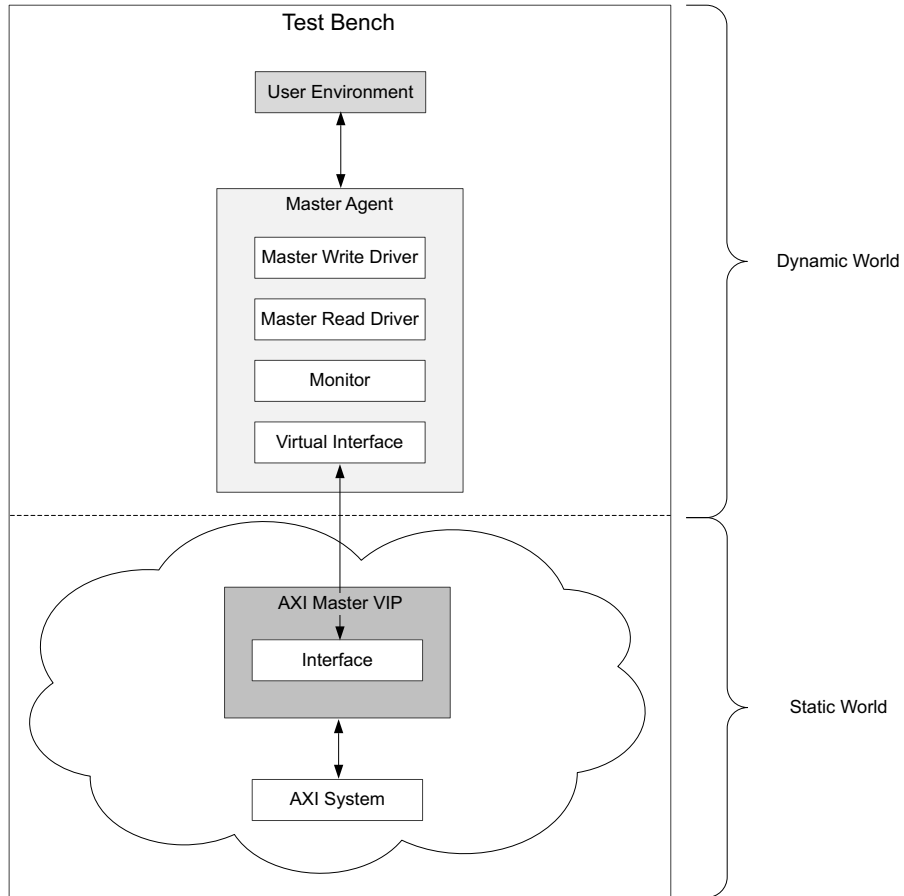 Test Bench
User Environment
Master Agent
Master Write Driver
Master Read Driver
Monitor
Virtual Interface
Dynamic World
AXI Master VIP
Interface
Static World
AXI System